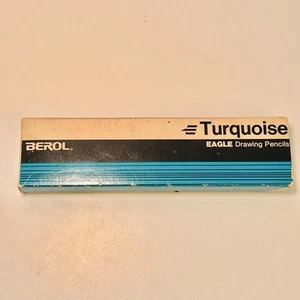 Turquoise
BEROL®
EAGLE Drawing Pencils